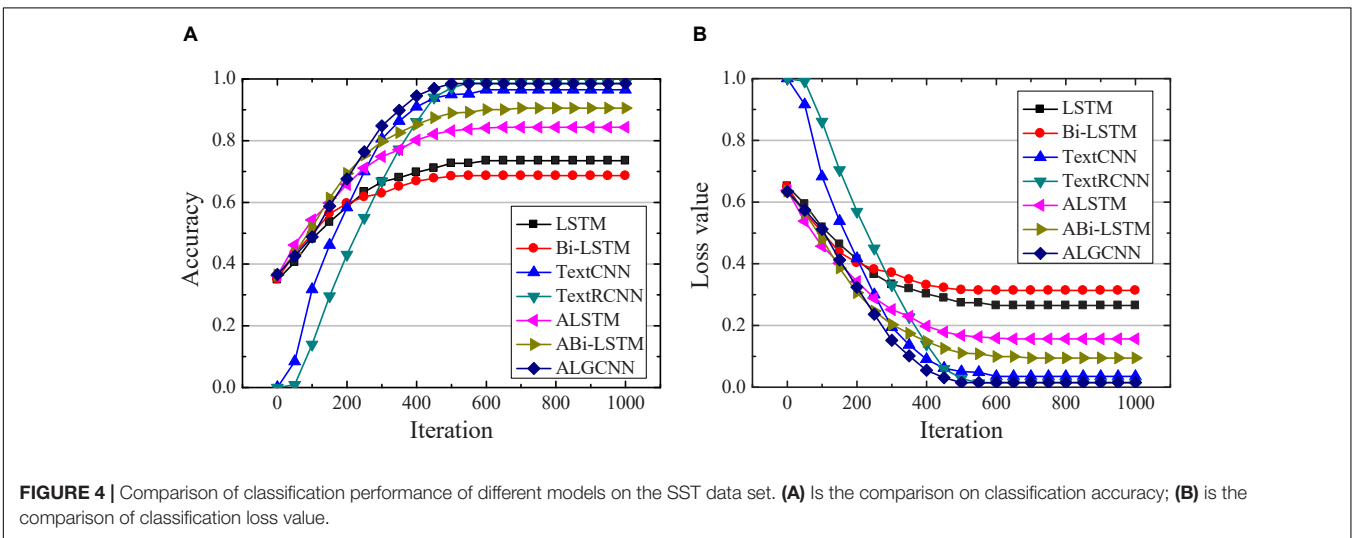 A
1.0
0.8
0.6
0.4
0.2
0.0
Accuracy
0 200 400 600 800 1000
Iteration
LSTM
Bi-LSTM
TextCNN
TextRCNN
ALSTM
ABi-LSTM
ALGCNN
B
1.0
0.8
0.6
0.4
0.2
0.0
Loss value
0 200 400 600 800 1000
Iteration
LSTM
Bi-LSTM
TextCNN
TextRCNN
ALSTM
ABi-LSTM
ALGCNN
FIGURE 4 | Comparison of classification performance of different models on the SST data set. (A) Is the comparison on classification accuracy; (B) is the
comparison of classification loss value.